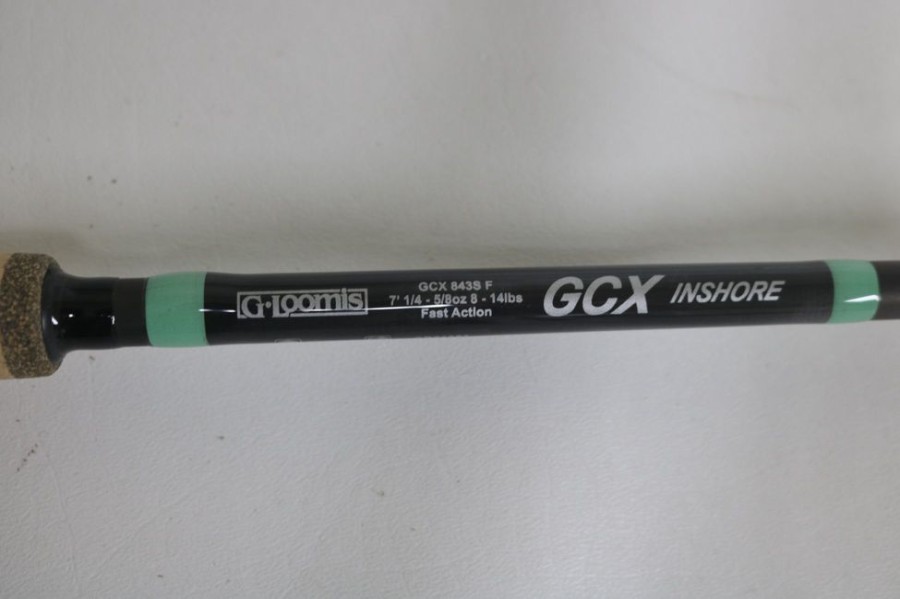 G·Loomis
GCX 843S F
7' 1/4 - 5/8oz 8 - 14lbs
Fast Action
GCX INSHORE